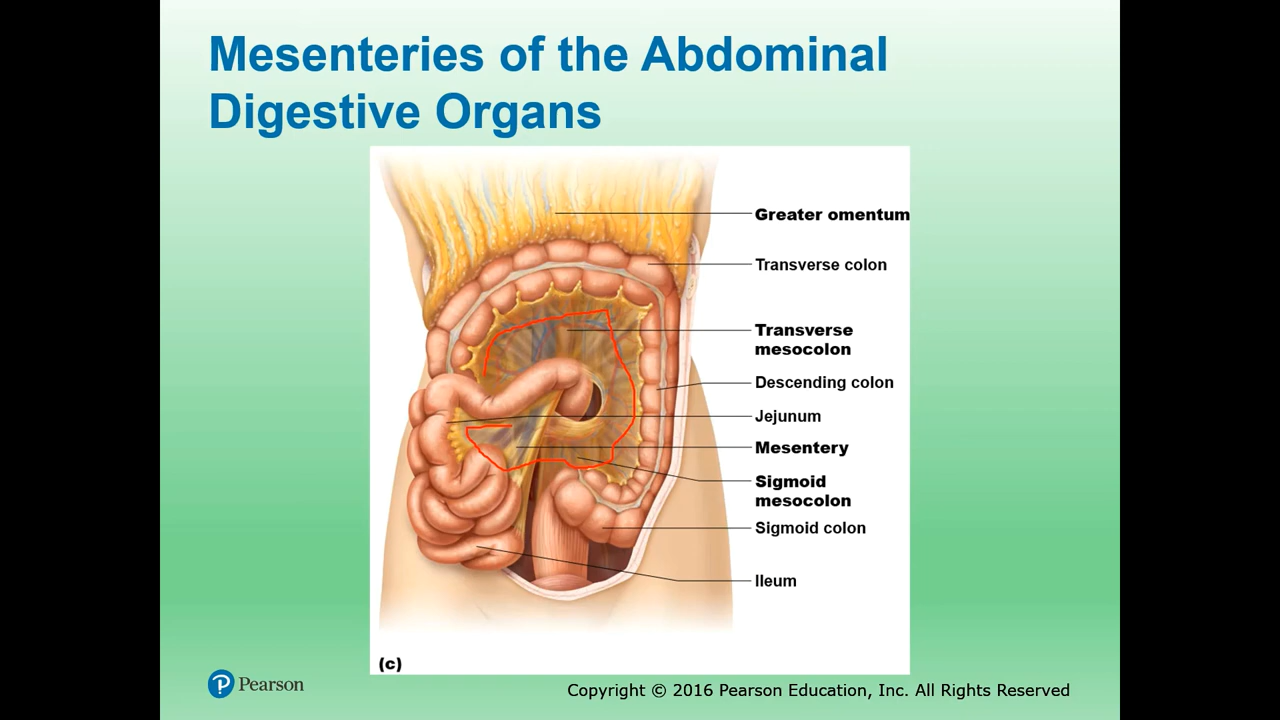 Mesenteries of the Abdominal
Digestive Organs
Greater omentum
Transverse colon
Transverse
mesocolon
Descending colon
Jejunum
Mesentery
Sigmoid
mesocolon
Sigmoid colon
Ileum
(c)
Pearson
Copyright © 2016 Pearson Education, Inc. All Rights Reserved